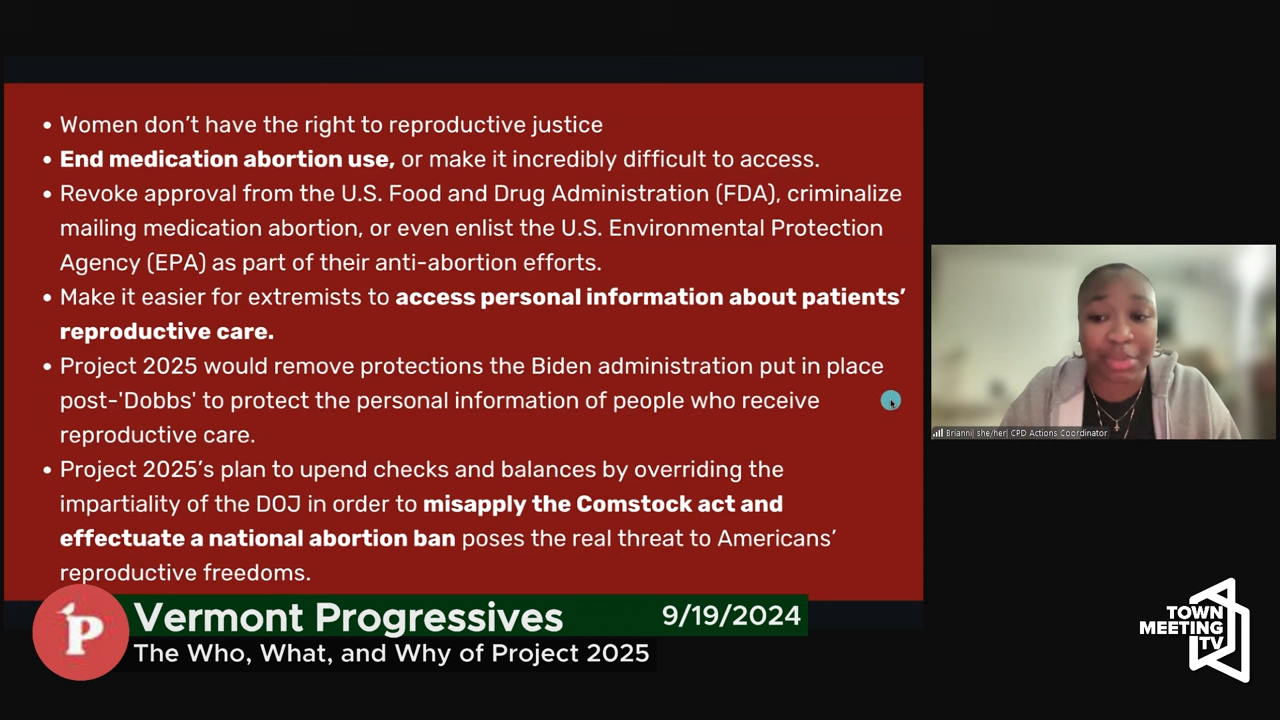 • Women don’t have the right to reproductive justice
• End medication abortion use, or make it incredibly difficult to access.
• Revoke approval from the U.S. Food and Drug Administration (FDA), criminalize
mailing medication abortion, or even enlist the U.S. Environmental Protection
Agency (EPA) as part of their anti-abortion efforts.
• Make it easier for extremists to access personal information about patients’
reproductive care.
• Project 2025 would remove protections the Biden administration put in place
post-'Dobbs' to protect the personal information of people who receive
reproductive care.
• Project 2025’s plan to upend checks and balances by overriding the
impartiality of the DOJ in order to misapply the Comstock act and
effectuate a national abortion ban poses the real threat to Americans’
reproductive freedoms.
Brianni| she/her| CPD Actions Coordinator
P
Vermont Progressives
9/19/2024
The Who, What, and Why of Project 2025
TOWN
MEETING
TV